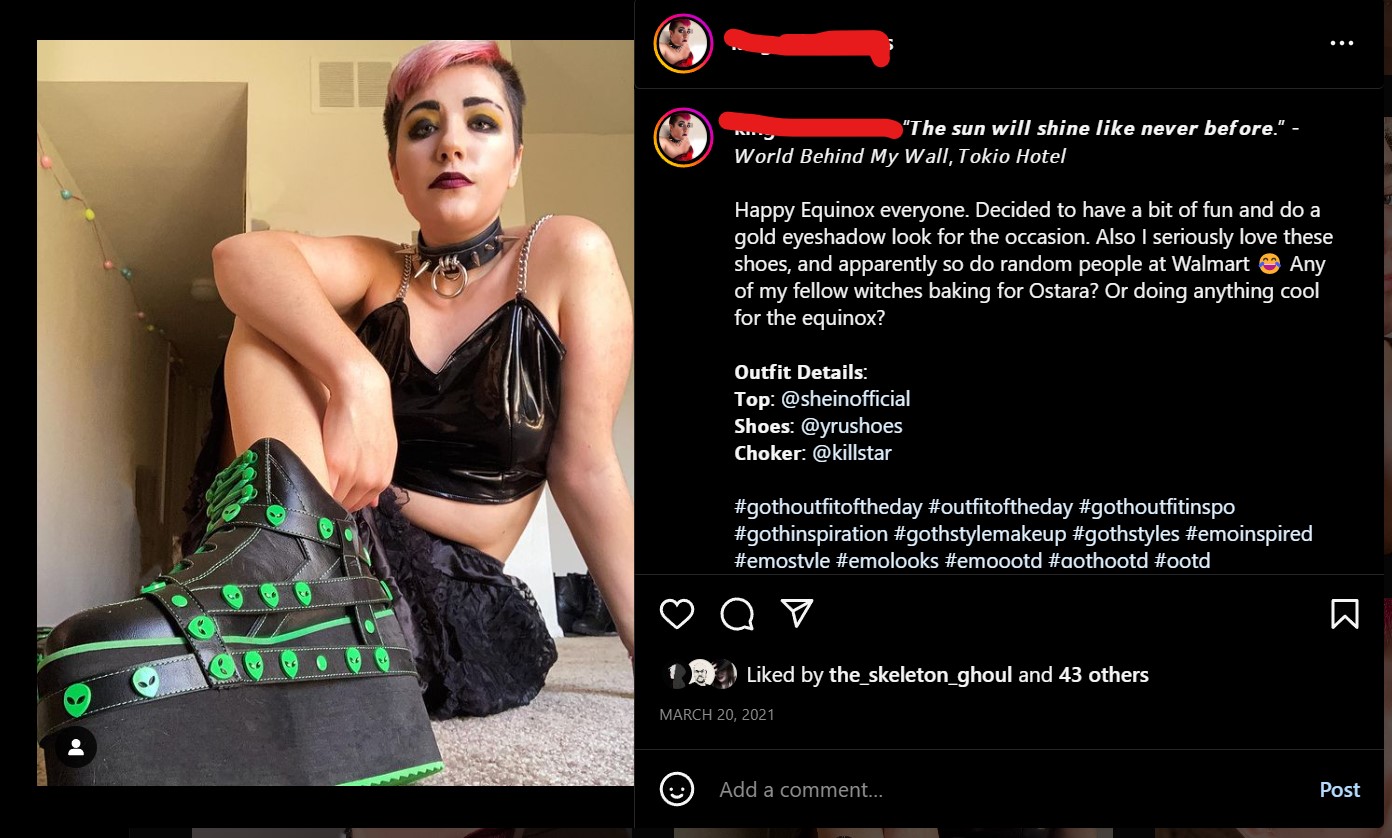 "The sun will shine like never before." -
World Behind My Wall, Tokio Hotel
Happy Equinox everyone. Decided to have a bit of fun and do a
gold eyeshadow look for the occasion. Also I seriously love these
shoes, and apparently so do random people at Walmart 😂 Any
of my fellow witches baking for Ostara? Or doing anything cool
for the equinox?
Outfit Details:
Top: @sheinofficial
Shoes: @yrushoes
Choker: @killstar
#gothoutfitoftheday #outfitoftheday #gothoutfitinspo
#gothinspiration #gothstylemakeup #gothstyles #emoinspired
#emostyle #emolooks #emoootd #gothootd #ootd
Liked by the_skeleton_ghoul and 43 others
MARCH 20, 2021
Add a comment...
Post